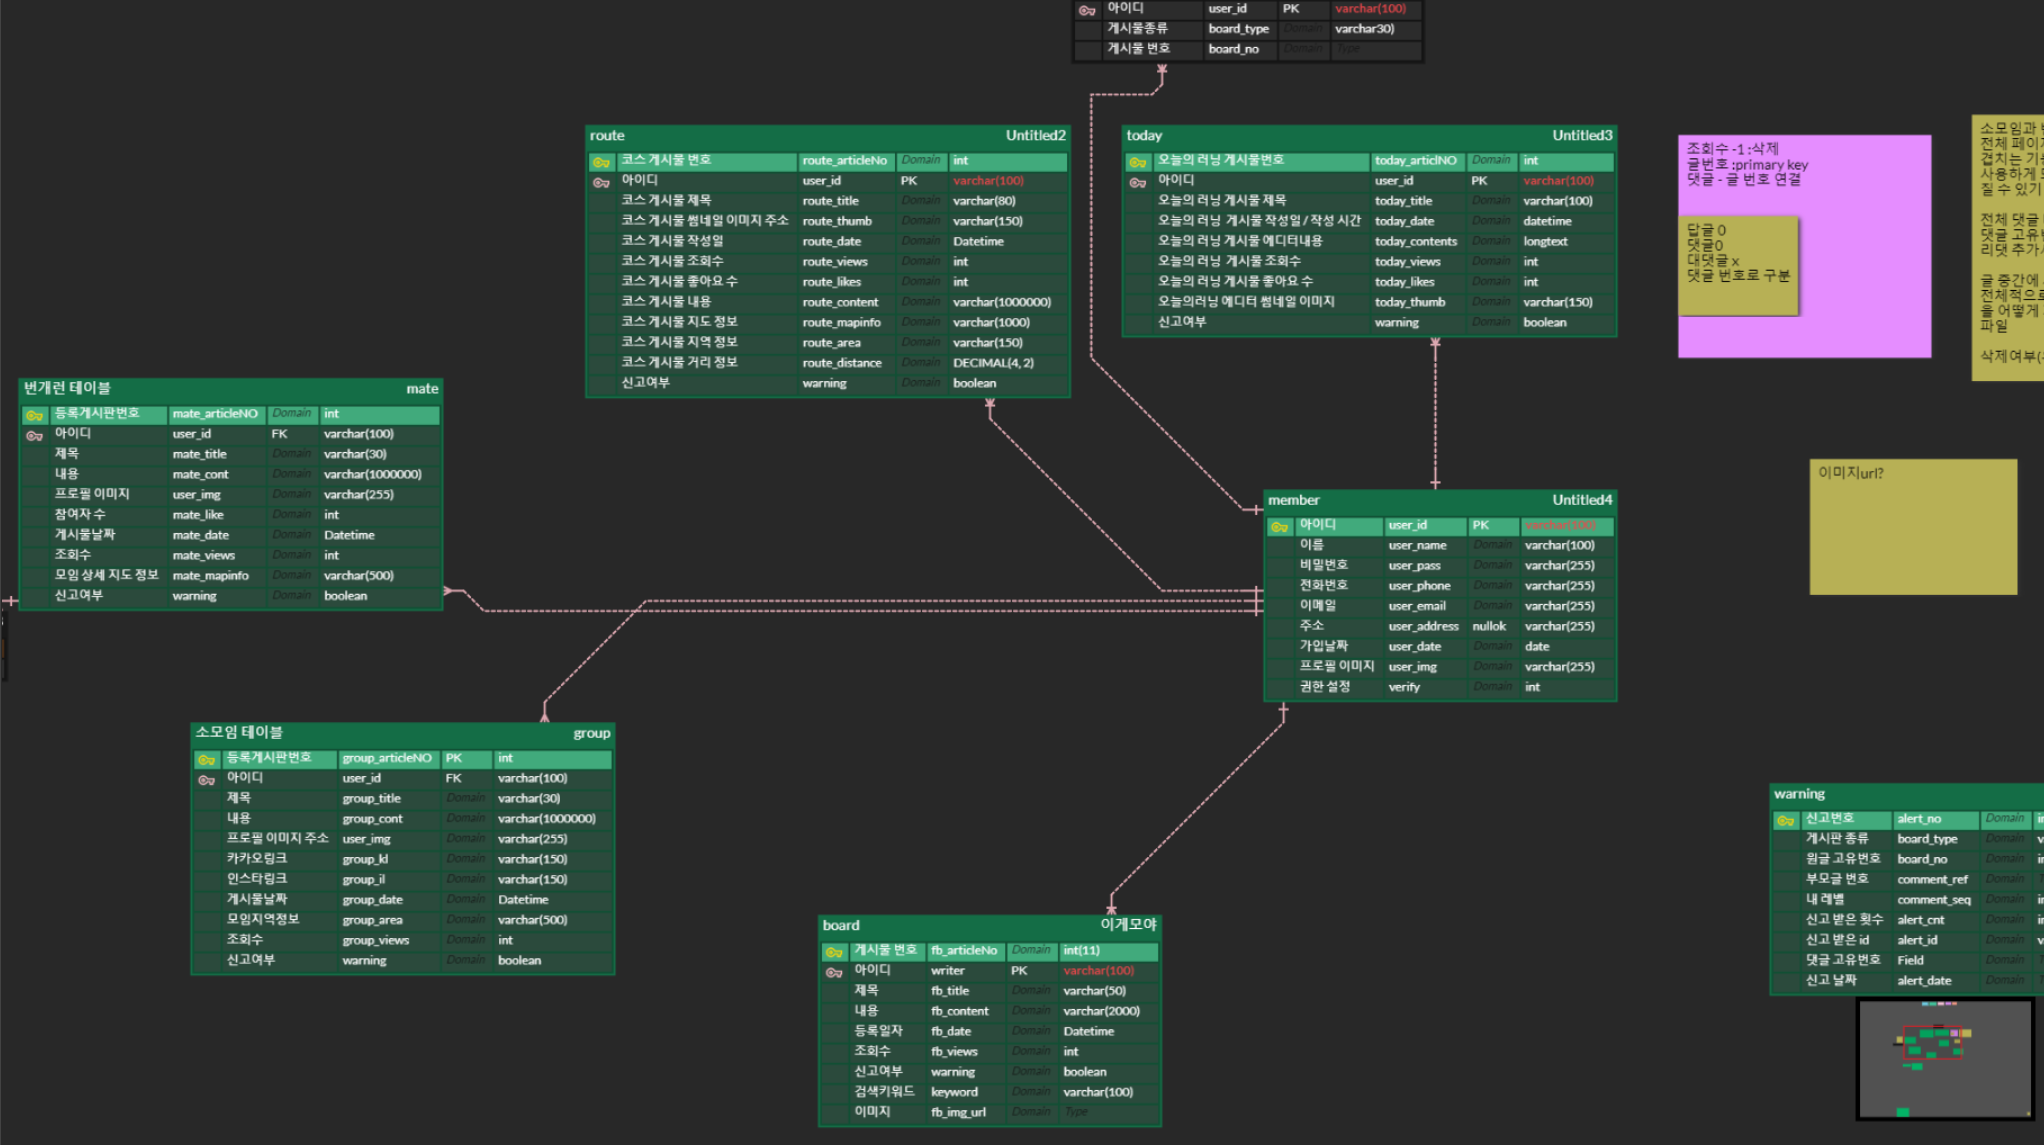 아이디 user_id PK varchar(100)
게시물종류 board_type Domain varchar30)
게시물 번호 board_no Domain Type
route Untitled2
코스 게시물 번호 route_articleNo Domain int
아이디 user_id PK varchar(100)
코스 게시물 제목 route_title Domain varchar(80)
코스 게시물 썸네일 이미지 주소 route_thumb Domain varchar(150)
코스 게시물 작성일 route_date Domain Datetime
코스 게시물 조회수 route_views Domain int
코스 게시물 좋아요 수 route_likes Domain int
코스 게시물 내용 route_content Domain varchar(1000000)
코스 게시물 지도 정보 route_mapinfo Domain varchar(1000)
코스 게시물 지역 정보 route_area Domain varchar(150)
코스 게시물 거리 정보 route_distance Domain DECIMAL(4, 2)
신고여부 warning Domain boolean
today Untitled3
오늘의 러닝 게시물번호 today_articlNO Domain int
아이디 user_id PK varchar(100)
오늘의 러닝 게시물 제목 today_title Domain varchar(100)
오늘의 러닝 게시물 작성일 / 작성 시간 today_date Domain datetime
오늘의 러닝 게시물 에디터내용 today_contents Domain longtext
오늘의 러닝 게시물 조회수 today_views Domain int
오늘의 러닝 게시물 좋아요 수 today_likes Domain int
오늘의러닝 에디터 썸네일 이미지 today_thumb Domain varchar(150)
신고여부 warning Domain boolean
조회수 -1 :삭제
글번호 :primary key
댓글 - 글 번호 연결
답글 0
댓글0
대댓글 x
댓글 번호로 구분
소모임과
전체 페이지
겹치는 기능
사용하게
질 수 있기
전체 댓글
댓글 고유번
리댓 추가
글 중간에
전체적으로
을 어떻게
파일
삭제여부(
이미지url?
번개런 테이블 mate
등록게시판번호 mate_articleNO Domain int
아이디 user_id FK varchar(100)
제목 mate_title Domain varchar(30)
내용 mate_cont Domain varchar(1000000)
프로필 이미지 user_img Domain varchar(255)
참여자 수 mate_like Domain int
게시물날짜 mate_date Domain Datetime
조회수 mate_views Domain int
모임 상세 지도 정보 mate_mapinfo Domain varchar(500)
신고여부 warning Domain boolean
member Untitled4
아이디 user_id PK varchar(100)
이름 user_name Domain varchar(100)
비밀번호 user_pass Domain varchar(255)
전화번호 user_phone Domain varchar(255)
이메일 user_email Domain varchar(255)
주소 user_address nullok varchar(255)
가입날짜 user_date Domain date
프로필 이미지 user_img Domain varchar(255)
권한 설정 verify Domain int
소모임 테이블 group
등록게시판번호 group_articleNO PK int
아이디 user_id FK varchar(100)
제목 group_title Domain varchar(30)
내용 group_cont Domain varchar(1000000)
프로필 이미지 주소 user_img Domain varchar(255)
카카오링크 group_kl Domain varchar(150)
인스타링크 group_il Domain varchar(150)
게시물날짜 group_date Domain Datetime
모임지역정보 group_area Domain varchar(500)
조회수 group_views Domain int
신고여부 warning Domain boolean
board 이게모야
게시물 번호 fb_articleNo Domain int(11)
아이디 writer PK varchar(100)
제목 fb_title Domain varchar(50)
내용 fb_content Domain varchar(2000)
등록일자 fb_date Domain Datetime
조회수 fb_views Domain int
신고여부 warning Domain boolean
검색키워드 keyword Domain varchar(100)
이미지 fb_img_url Domain Type
warning
신고번호 alert_no Domain
게시판 종류 board_type Domain
원글 고유번호 board_no Domain
부모글 번호 comment_ref Domain
내 레벨 comment_seq Domain
신고 받은 횟수 alert_cnt Domain
신고 받은 id alert_id Domain
댓글 고유번호 Field Domain
신고 날짜 alert_date Domain